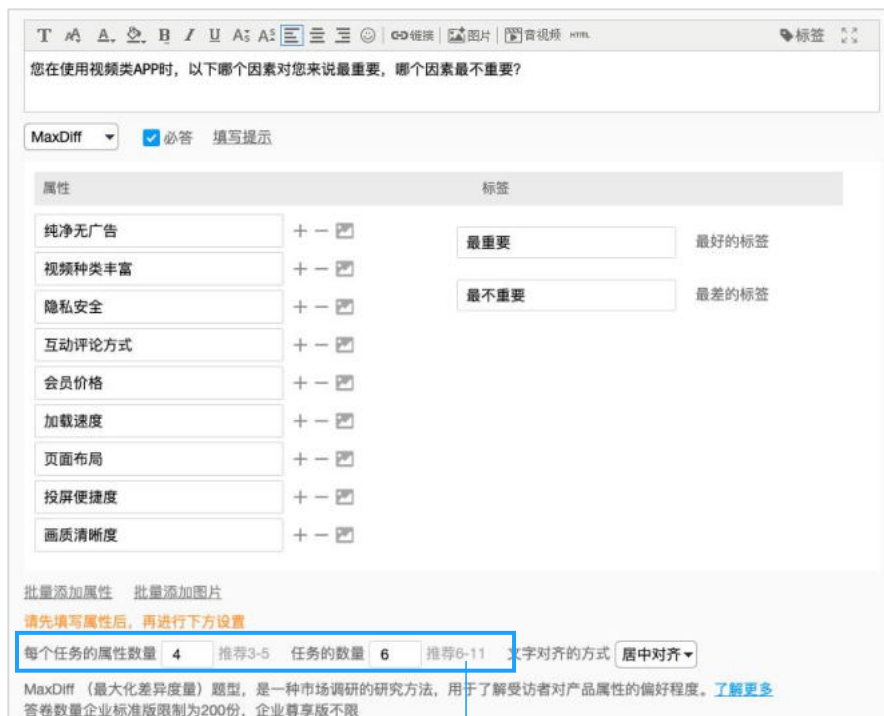 标签
您在使用视频类APP时，以下哪个因素对您来说最重要，哪个因素最不重要？
MaxDiff 必答 填写提示
属性 标签
纯净无广告
最重要 最好的标签
视频种类丰富
隐私安全
最不重要 最差的标签
互动评论方式
会员价格
加载速度
页面布局
投屏便捷度
画质清晰度
批量添加属性 批量添加图片
请先填写属性后，再进行下方设置
每个任务的属性数量 4 推荐3-5 任务的数量 6 推荐6-11 文字对齐的方式 居中对齐
MaxDiff （最大化差异度量）题型，是一种市场调研的研究方法，用于了解受访者对产品属性的偏好程度。了解更多
答卷数量企业标准版限制为200份，企业尊享版不限